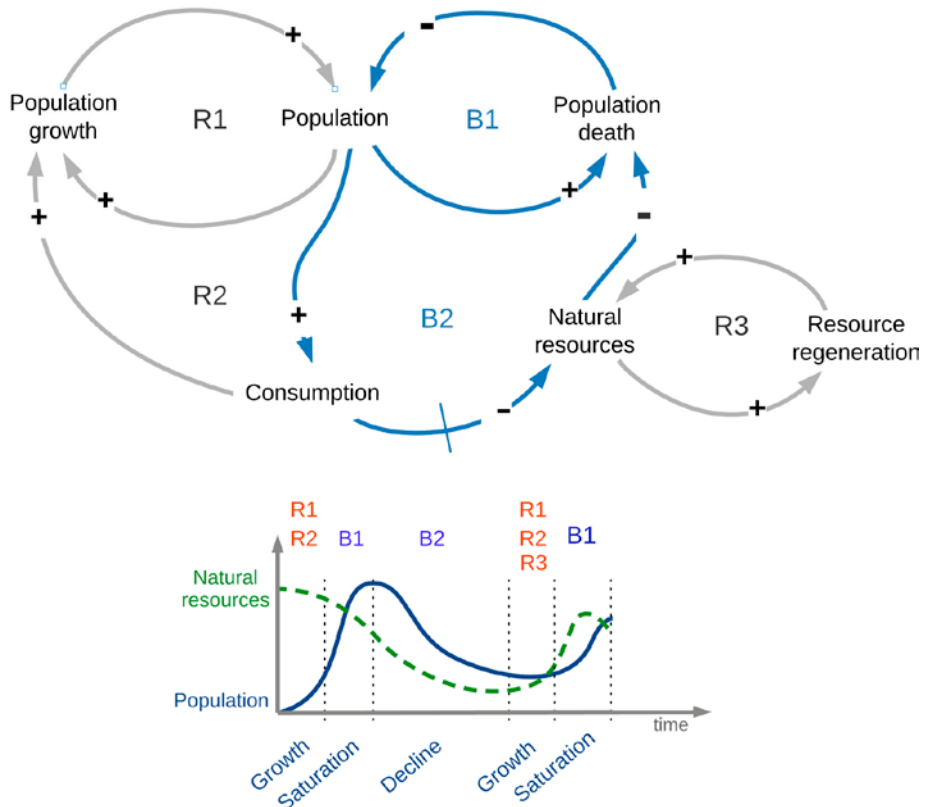 +
-
Population
growth
R1
Population
B1
Population
death
+
+
-
+
R2
+
B2
Natural
resources
+
R3
Resource
regeneration
Consumption
-
+
R1
R2
B1
B2
R1
R2
R3
B1
Natural
resources
Population
time
Growth
Saturation
Decline
Growth
Saturation